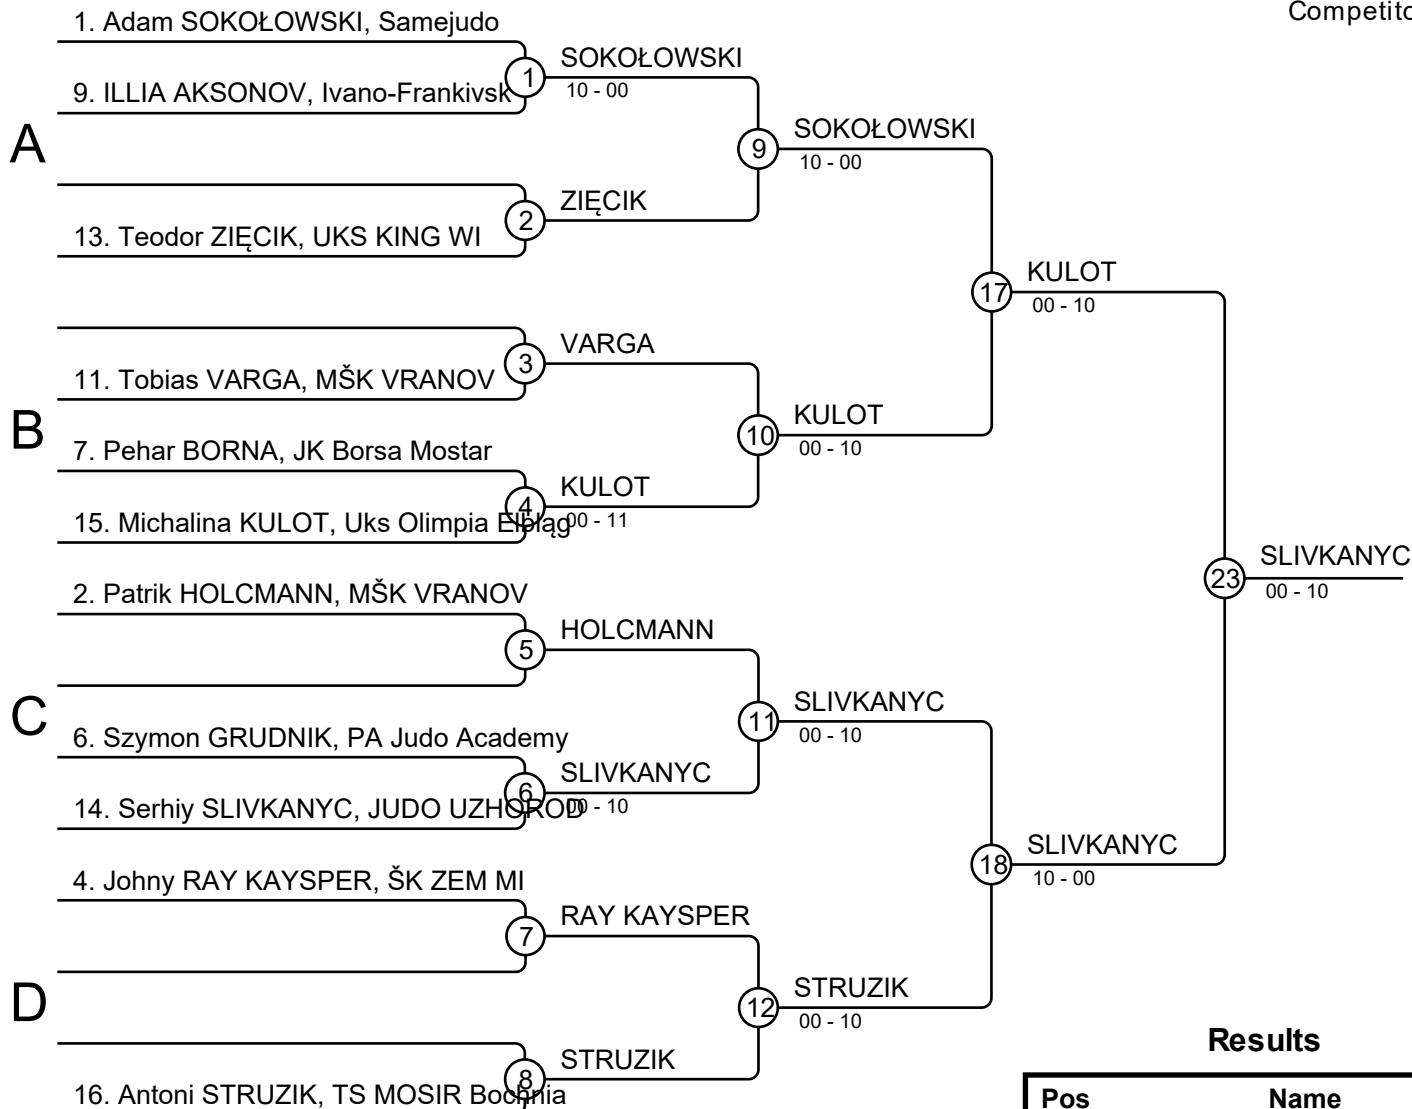 Competito
1. Adam SOKOŁOWSKI, Samejudo
SOKOŁOWSKI
1
10 - 00
9. ILLIA AKSONOV, Ivano-Frankivsk
A
SOKOŁOWSKI
9
10 - 00
ZIĘCIK
2
13. Teodor ZIĘCIK, UKS KING WI
KULOT
17
00 - 10
VARGA
3
11. Tobias VARGA, MŠK VRANOV
B
KULOT
10
00 - 10
7. Pehar BORNA, JK Borsa Mostar
KULOT
4
00 - 11
15. Michalina KULOT, Uks Olimpia Elbląg
SLIVKANYC
23
00 - 10
2. Patrik HOLCMANN, MŠK VRANOV
HOLCMANN
5
C
SLIVKANYC
11
00 - 10
6. Szymon GRUDNIK, PA Judo Academy
SLIVKANYC
6
00 - 10
14. Serhiy SLIVKANYC, JUDO UZHOROD
SLIVKANYC
18
10 - 00
4. Johny RAY KAYSPER, ŠK ZEM MI
RAY KAYSPER
7
D
STRUZIK
12
00 - 10
STRUZIK
8
16. Antoni STRUZIK, TS MOSIR Bochnia
Results
Pos Name